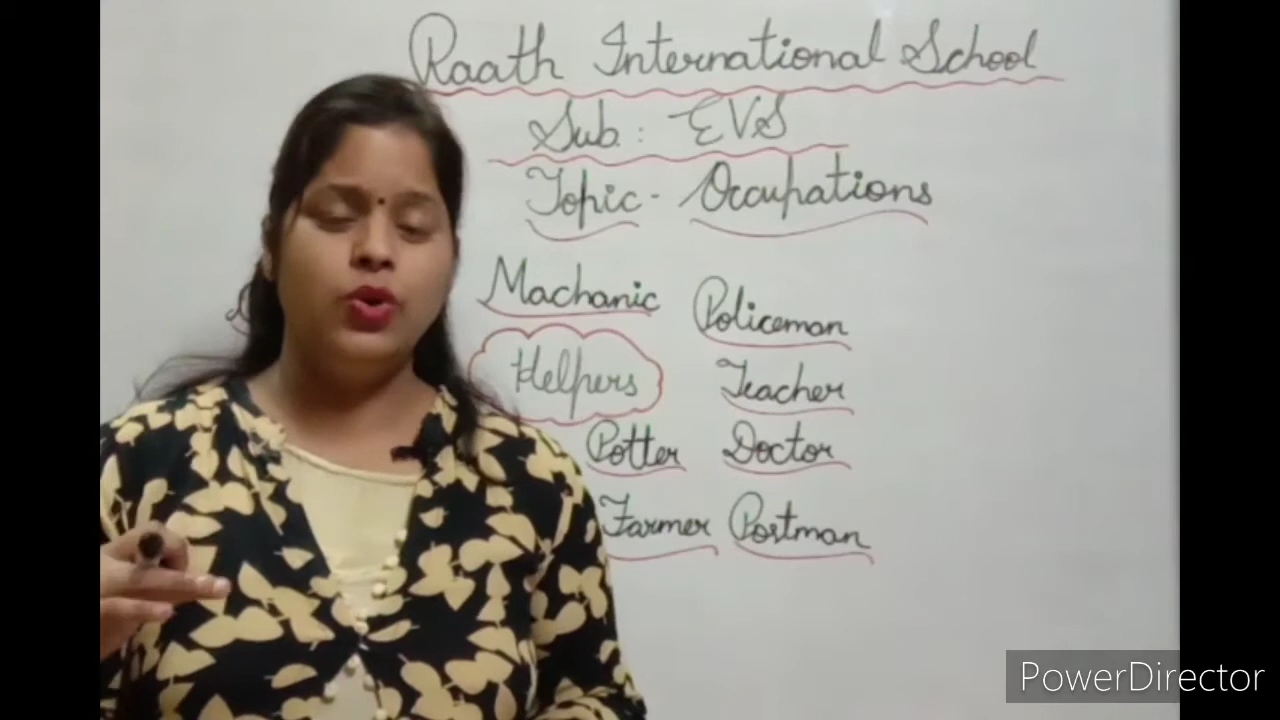 Raath International School
Sub : EVS
Topic - Occupations
Machanic Policeman
Helpers Teacher
Potter Doctor
Farmer Postman
PowerDirector